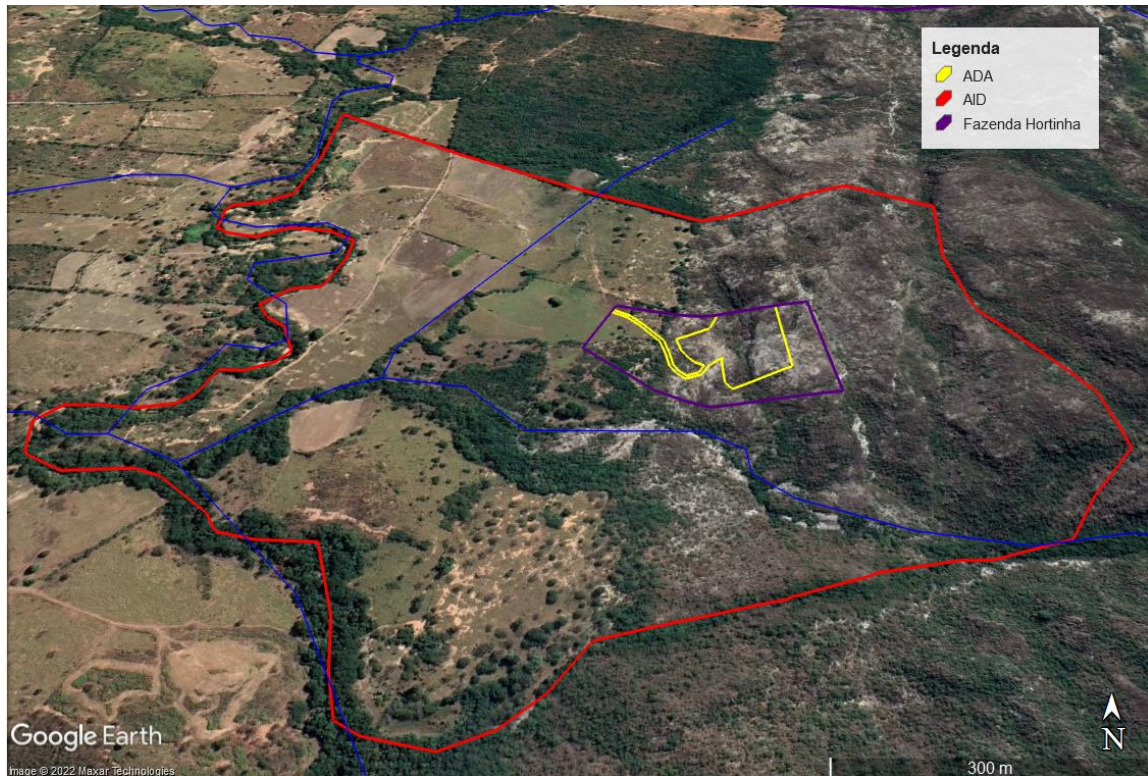 Legenda
ADA
AID
Fazenda Hortinha
N
Google Earth
Image © 2022 Maxar Technologies
300 m